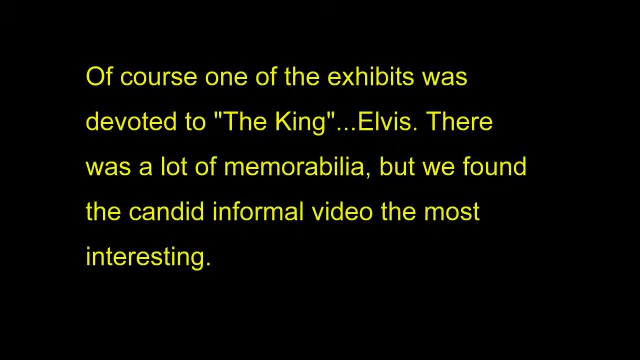 Of course one of the exhibits was
devoted to "The King"...Elvis. There
was a lot of memorabilia, but we found
the candid informal video the most
interesting.